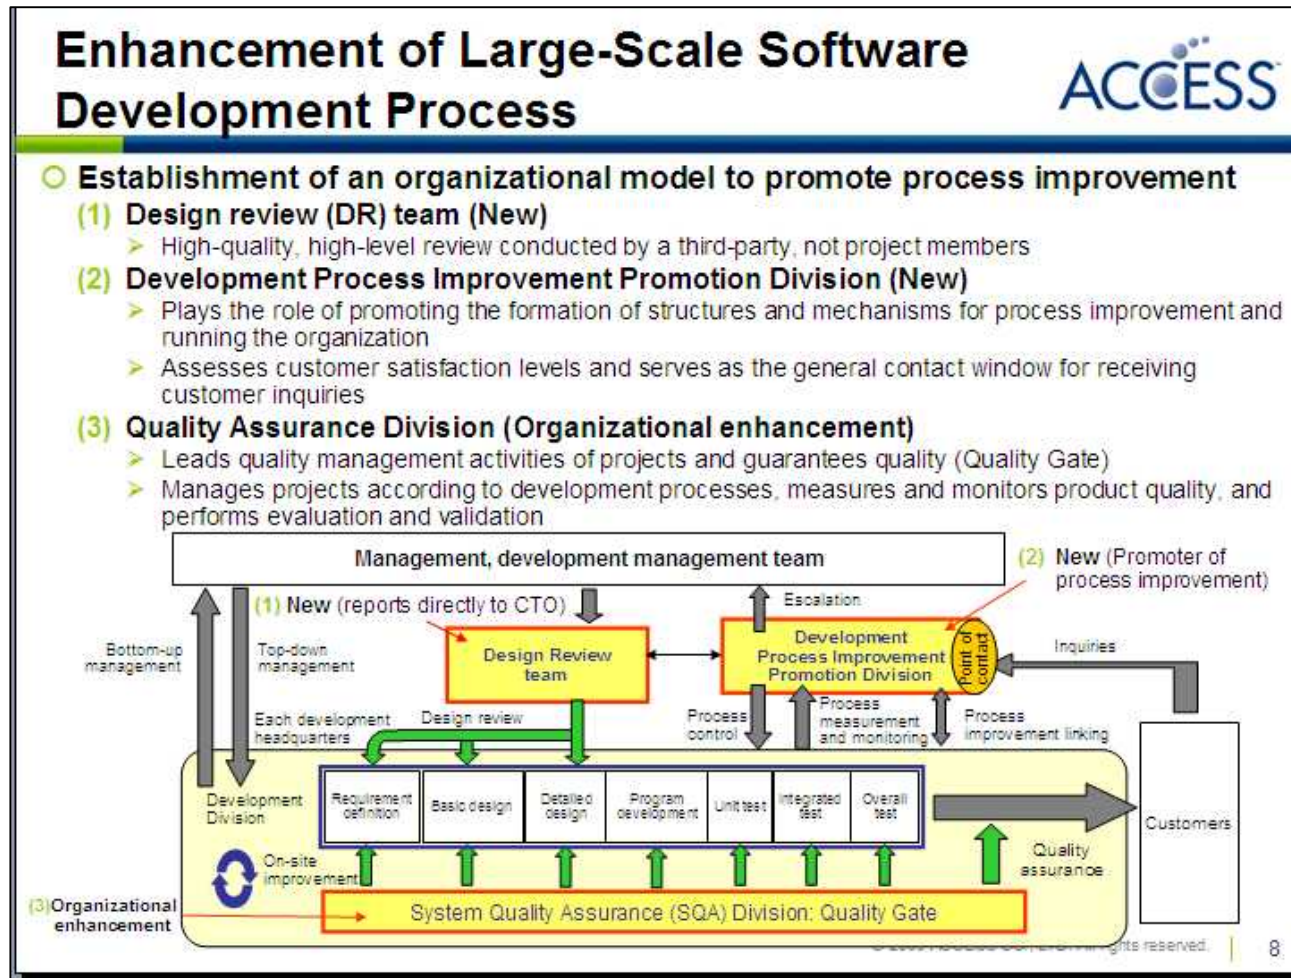 Enhancement of Large-Scale Software
Development Process
ACCESS
Establishment of an organizational model to promote process improvement
(1) Design review (DR) team (New)
High-quality, high-level review conducted by a third-party, not project members
(2) Development Process Improvement Promotion Division (New)
Plays the role of promoting the formation of structures and mechanisms for process improvement and
running the organization
Assesses customer satisfaction levels and serves as the general contact window for receiving
customer inquiries
(3) Quality Assurance Division (Organizational enhancement)
Leads quality management activities of projects and guarantees quality (Quality Gate)
Manages projects according to development processes, measures and monitors product quality, and
performs evaluation and validation
Management, development management team
(2) New (Promoter of
process improvement)
(1) New (reports directly to CTO)
Escalation
Bottom-up
management
Top-down
management
Design Review
team
Development
Process Improvement
Promotion Division
Point of
contact
Inquiries
Each development
headquarters
Design review
Process
control
Process
measurement
and monitoring
Process
improvement linking
Development
Division
Requirement
definition
Basic design
Detailed
design
Program
development
Unit test
Integrated
test
Overall
test
Customers
On-site
improvement
Quality
assurance
(3)Organizational
enhancement
System Quality Assurance (SQA) Division: Quality Gate
rights reserved.
8